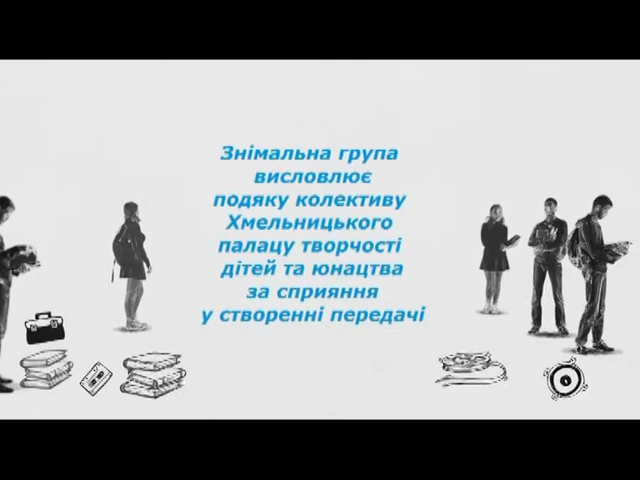 Знімальна група
висловлює
подяку колективу
Хмельницького
палацу творчості
дітей та юнацтва
за сприяння
у створенні передачі